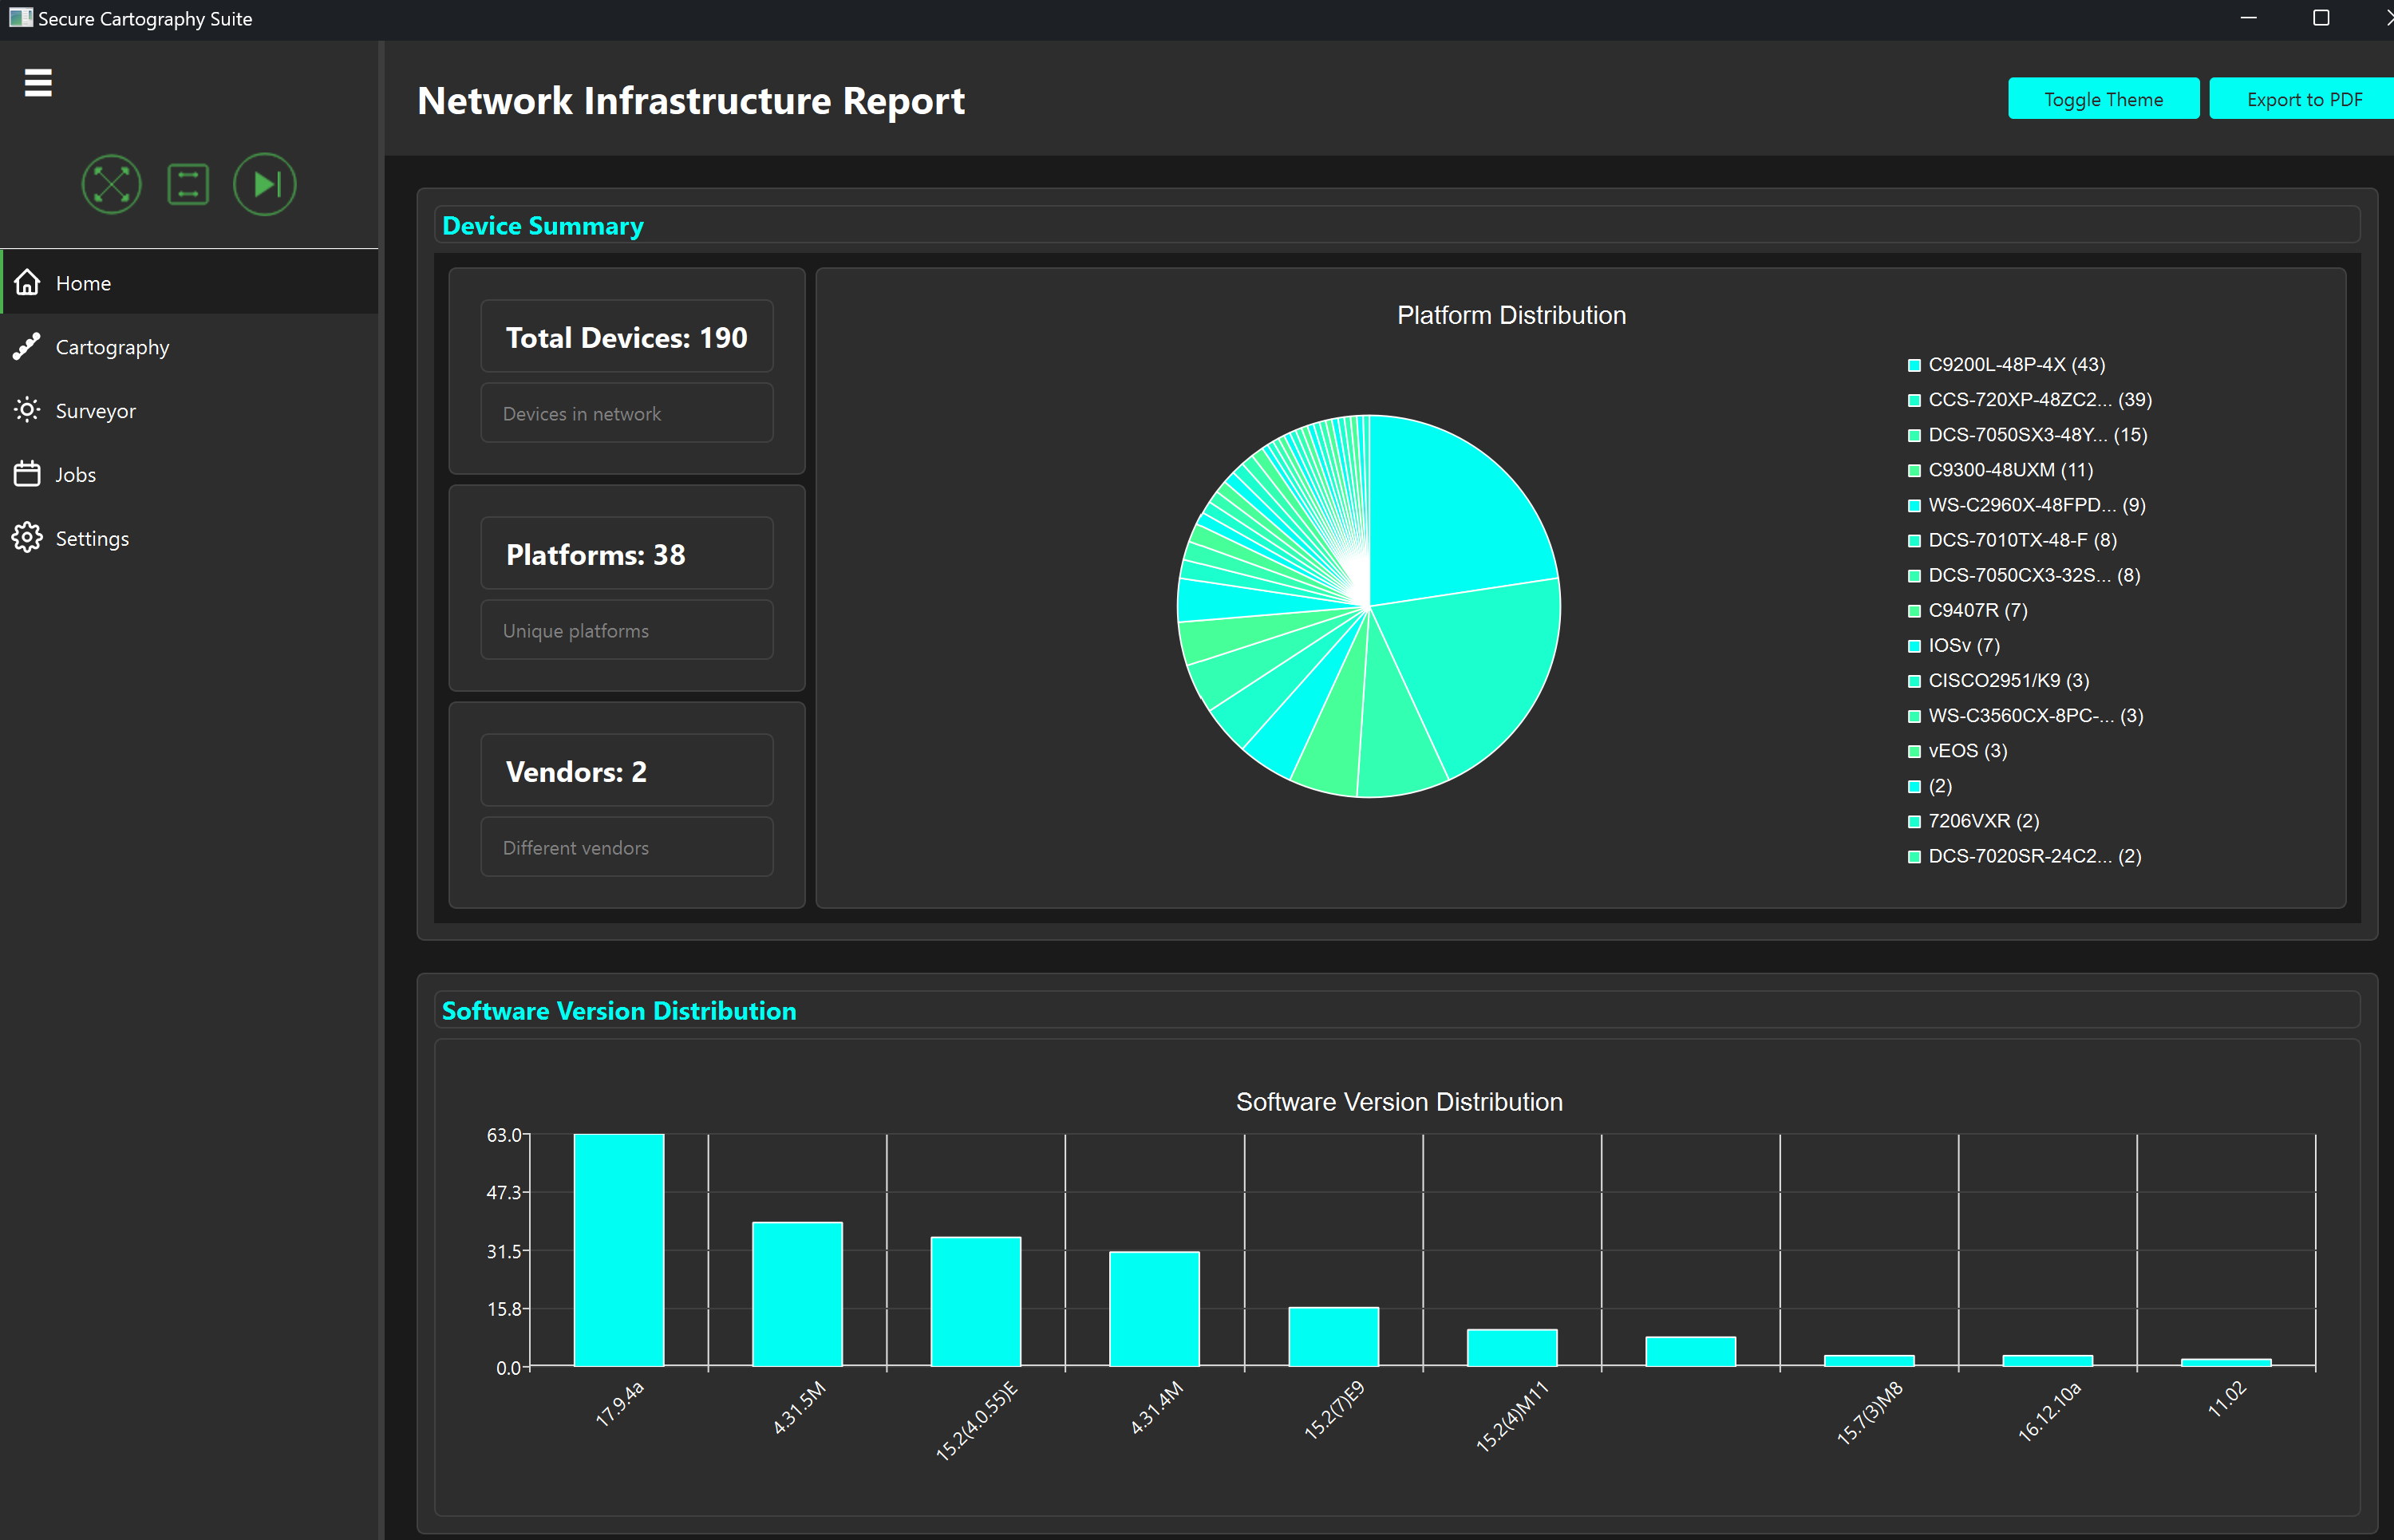 Secure Cartography Suite
Network Infrastructure Report
Toggle Theme
Export to PDF
Home
Cartography
Surveyor
Jobs
Settings
Device Summary
Total Devices: 190
Devices in network
Platforms: 38
Unique platforms
Vendors: 2
Different vendors
Platform Distribution
C9200L-48P-4X (43)
CCS-720XP-48ZC2... (39)
DCS-7050SX3-48Y... (15)
C9300-48UXM (11)
WS-C2960X-48FPD... (9)
DCS-7010TX-48-F (8)
DCS-7050CX3-32S... (8)
C9407R (7)
IOSv (7)
CISCO2951/K9 (3)
WS-C3560CX-8PC-... (3)
vEOS (3)
(2)
7206VXR (2)
DCS-7020SR-24C2... (2)
Software Version Distribution
Software Version Distribution
63.0
47.3
31.5
15.8
0.0
17.9.4a
4.31.5M
15.2(4.0.55)E
4.31.4M
15.2(7)E9
15.2(4)M11
15.7(3)M8
16.12.10a
11.02